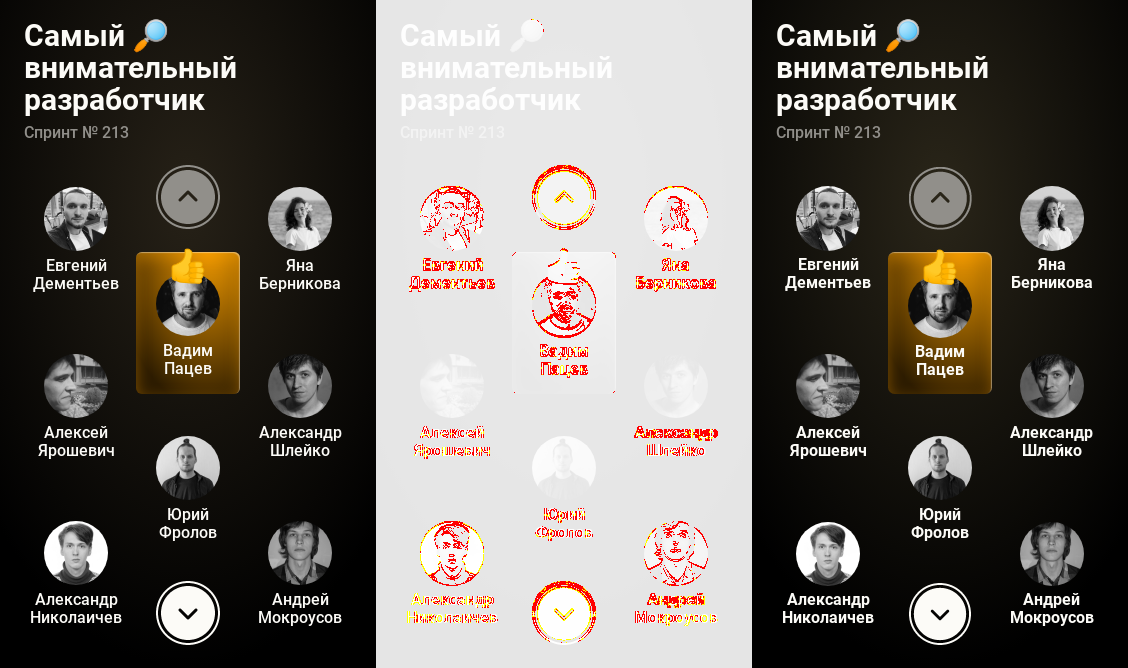 Самый 🔎
внимательный
разработчик
Спринт № 213
Евгений
Дементьев
Яна
Берникова
Вадим
Пацев
Алексей
Ярошевич
Александр
Шлейко
Юрий
Фролов
Александр
Николаичев
Андрей
Мокроусов
Самый 🔎
внимательный
разработчик
Спринт № 213
Евгений
Дементьев
Яна
Берникова
Вадим
Пацев
Алексей
Ярошевич
Александр
Шлейко
Юрий
Фролов
Александр
Николаичев
Андрей
Мокроусов
Самый 🔎
внимательный
разработчик
Спринт № 213
Евгений
Дементьев
Яна
Берникова
Вадим
Пацев
Алексей
Ярошевич
Александр
Шлейко
Юрий
Фролов
Александр
Николаичев
Андрей
Мокроусов